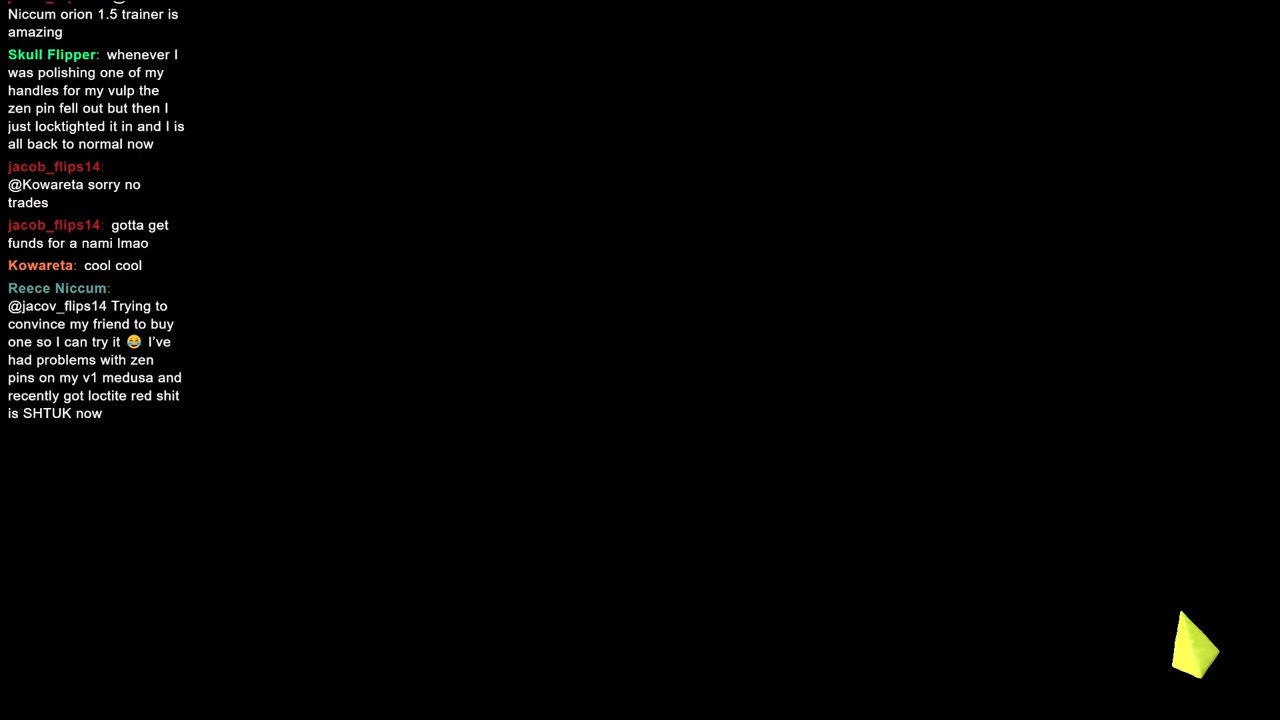 Niccum orion 1.5 trainer is
amazing
Skull Flipper: whenever I
was polishing one of my
handles for my vulp the
zen pin fell out but then I
just locktighted it in and I is
all back to normal now
jacob_flips14:
@Kowareta sorry no
trades
jacob_flips14: gotta get
funds for a nami lmao
Kowareta: cool cool
Reece Niccum:
@jacov_flips14 Trying to
convince my friend to buy
one so I can try it 😂 I’ve
had problems with zen
pins on my v1 medusa and
recently got loctite red shit
is SHTUK now